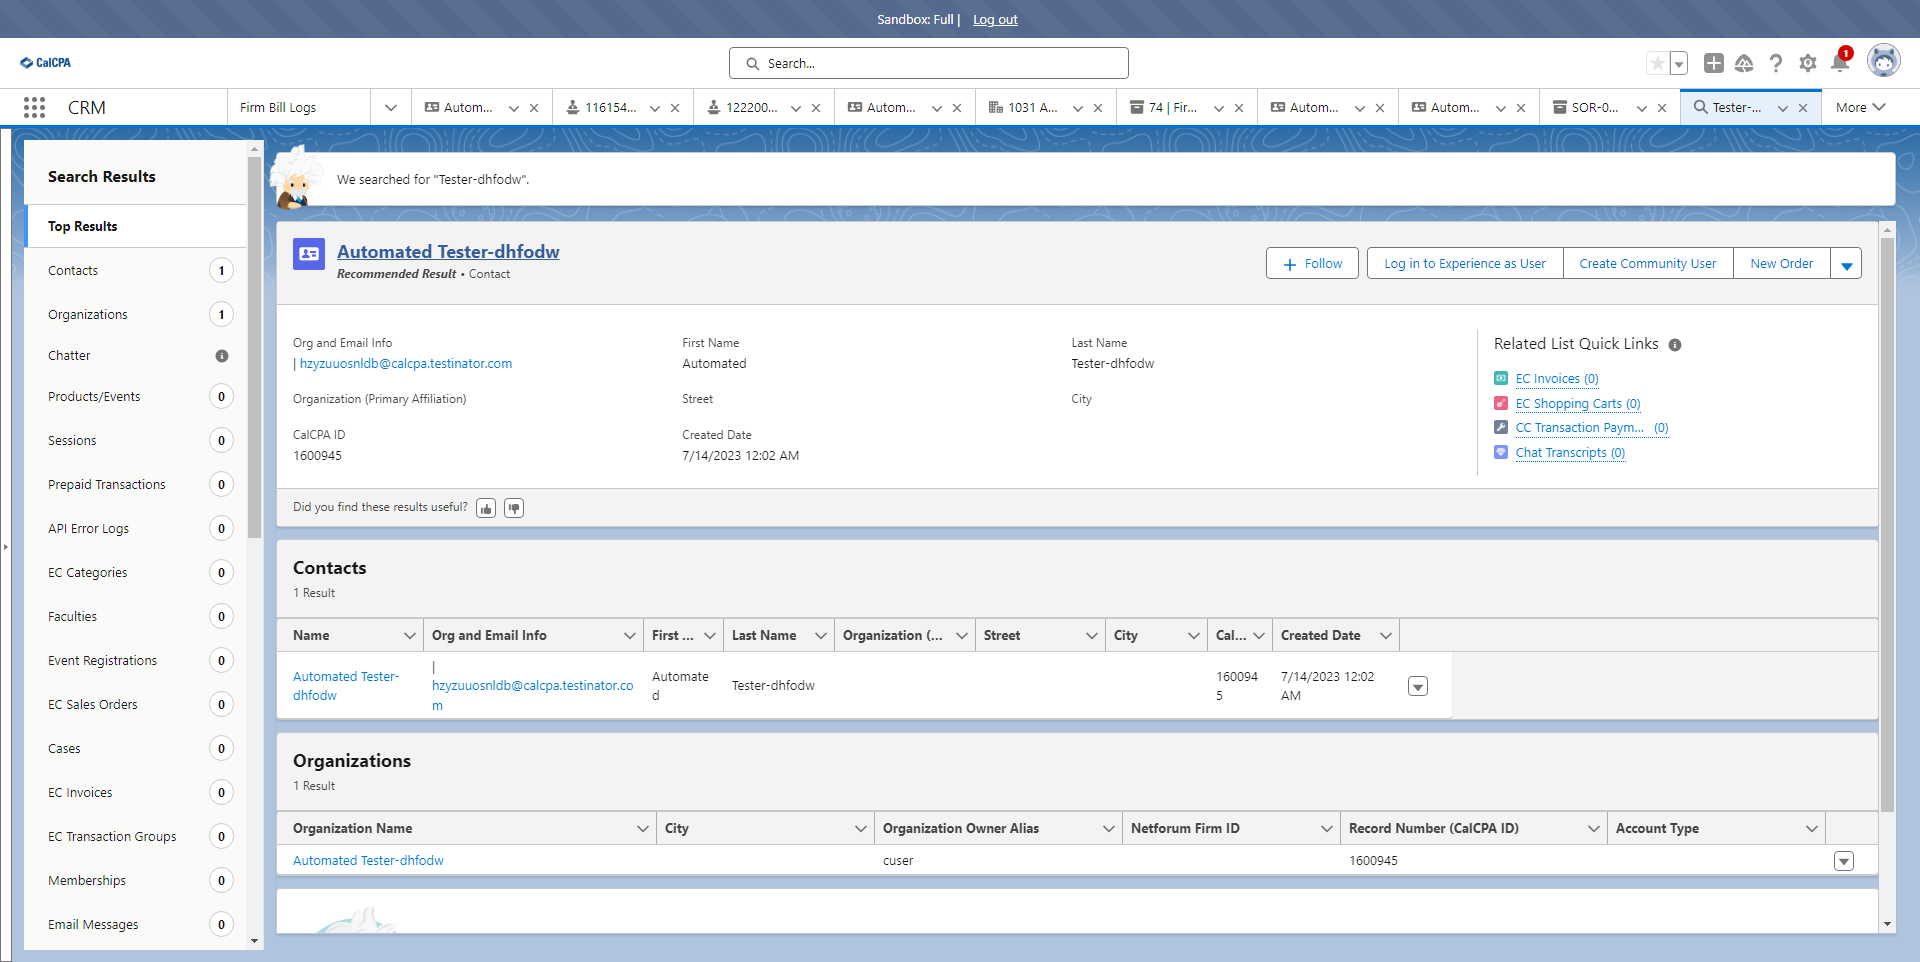 Sandbox: Full | Log out
CalCPA
Search...
1
CRM
Firm Bill Logs
Autom...
116154...
122200...
Autom...
1031 A...
74 | Fir...
Autom...
Autom...
SOR-0...
Tester-...
More
Search Results
Top Results
Contacts 1
Organizations 1
Chatter
Products/Events 0
Sessions 0
Prepaid Transactions 0
API Error Logs 0
EC Categories 0
Faculties 0
Event Registrations 0
EC Sales Orders 0
Cases 0
EC Invoices 0
EC Transaction Groups 0
Memberships 0
Email Messages 0
We searched for "Tester-dhfodw".
Automated Tester-dhfodw
Recommended Result • Contact
Follow
Log in to Experience as User
Create Community User
New Order
Org and Email Info
| hzyzuuosnldb@calcpa.testinator.com
First Name
Automated
Last Name
Tester-dhfodw
Organization (Primary Affiliation)
Street
City
CalCPA ID
1600945
Created Date
7/14/2023 12:02 AM
Related List Quick Links
EC Invoices (0)
EC Shopping Carts (0)
CC Transaction Paym... (0)
Chat Transcripts (0)
Did you find these results useful?
Contacts
1 Result
Name Org and Email Info First ... Last Name Organization (... Street City Cal... Created Date
Automated Tester-
dhfodw
|
hzyzuuosnldb@calcpa.testinator.co
m
Automate
d
Tester-dhfodw
160094
5
7/14/2023 12:02
AM
Organizations
1 Result
Organization Name City Organization Owner Alias Netforum Firm ID Record Number (CalCPA ID) Account Type
Automated Tester-dhfodw cuser 1600945